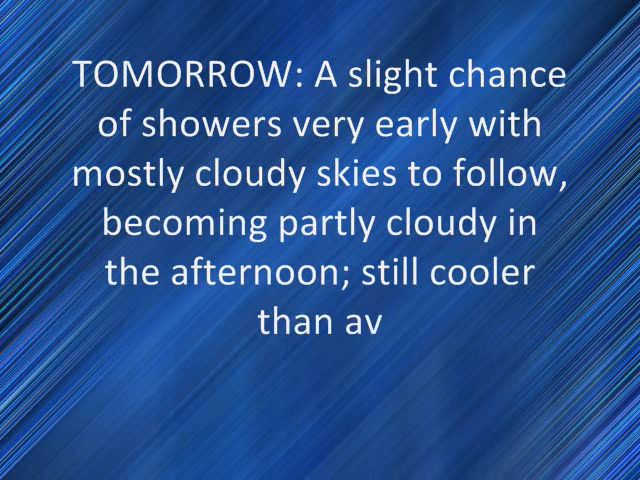 TOMORROW: A slight chance
of showers very early with
mostly cloudy skies to follow,
becoming partly cloudy in
the afternoon; still cooler
than av